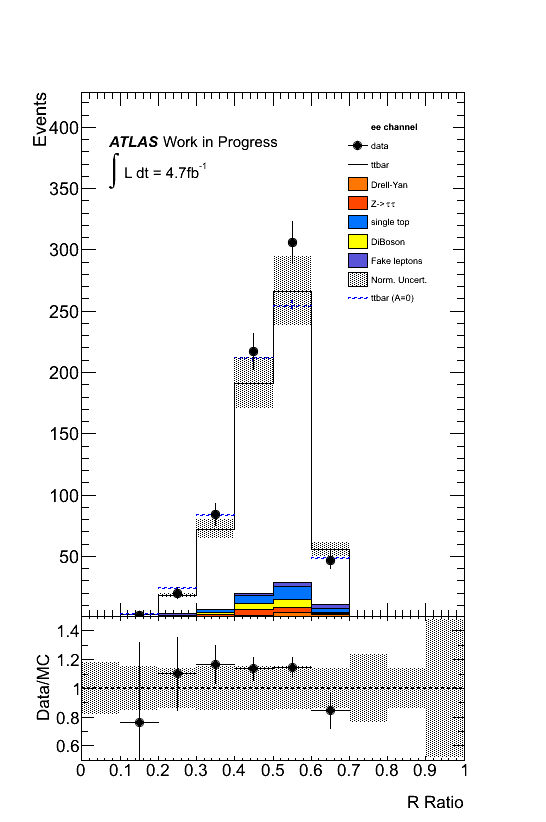 Events
400
350
300
250
200
150
100
50
ATLAS Work in Progress
∫ L dt = 4.7fb⁻¹
ee channel
data
ttbar
Drell-Yan
Z->ττ
single top
DiBoson
Fake leptons
Norm. Uncert.
ttbar (A=0)
Data/MC
1.4
1.2
1
0.8
0.6
0 0.1 0.2 0.3 0.4 0.5 0.6 0.7 0.8 0.9 1
R Ratio